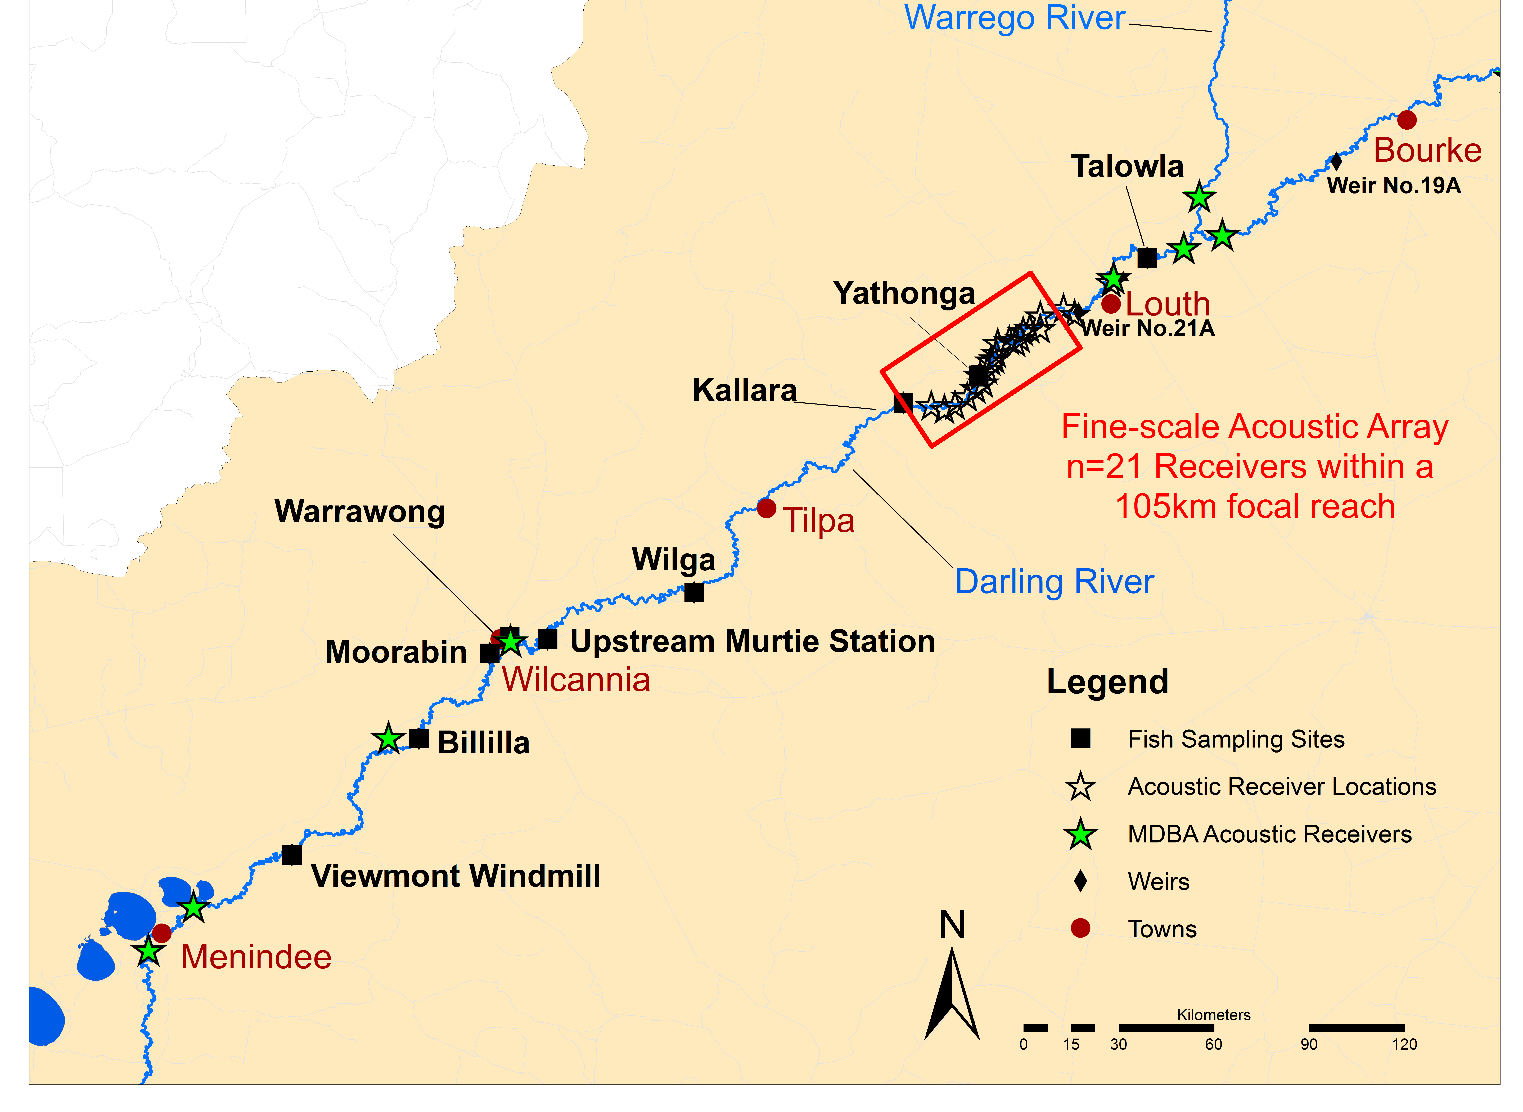 Warrego River
Bourke
Talowla
Weir No.19A
Yathonga
Louth
Weir No.21A
Kallara
Fine-scale Acoustic Array
n=21 Receivers within a
105km focal reach
Warrawong
Tilpa
Wilga
Darling River
Moorabin
Upstream Murtie Station
Wilcannia
Legend
Billilla
Fish Sampling Sites
Acoustic Receiver Locations
MDBA Acoustic Receivers
Viewmont Windmill
Weirs
N
Towns
Menindee
Kilometers
0 15 30 60 90 120